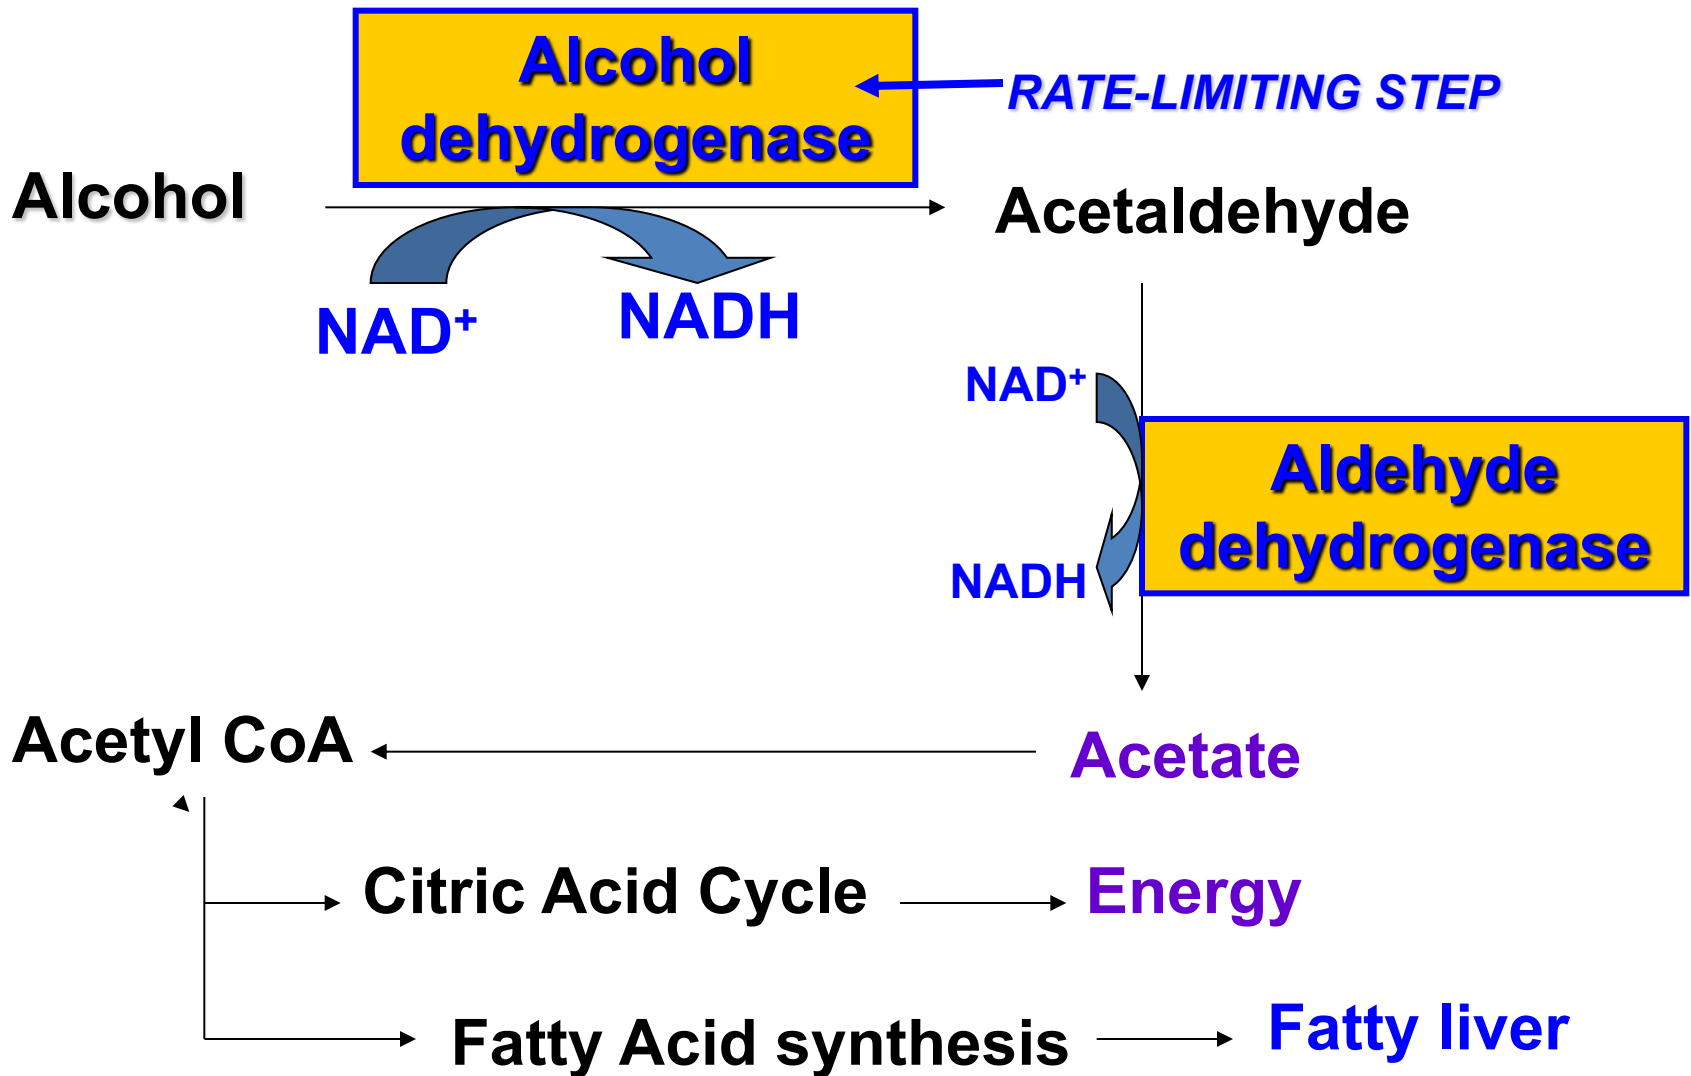 Alcohol
dehydrogenase
RATE-LIMITING STEP
Alcohol
Acetaldehyde
NAD+
NADH
NAD+
Aldehyde
dehydrogenase
NADH
Acetyl CoA
Acetate
Citric Acid Cycle
Energy
Fatty Acid synthesis
Fatty liver